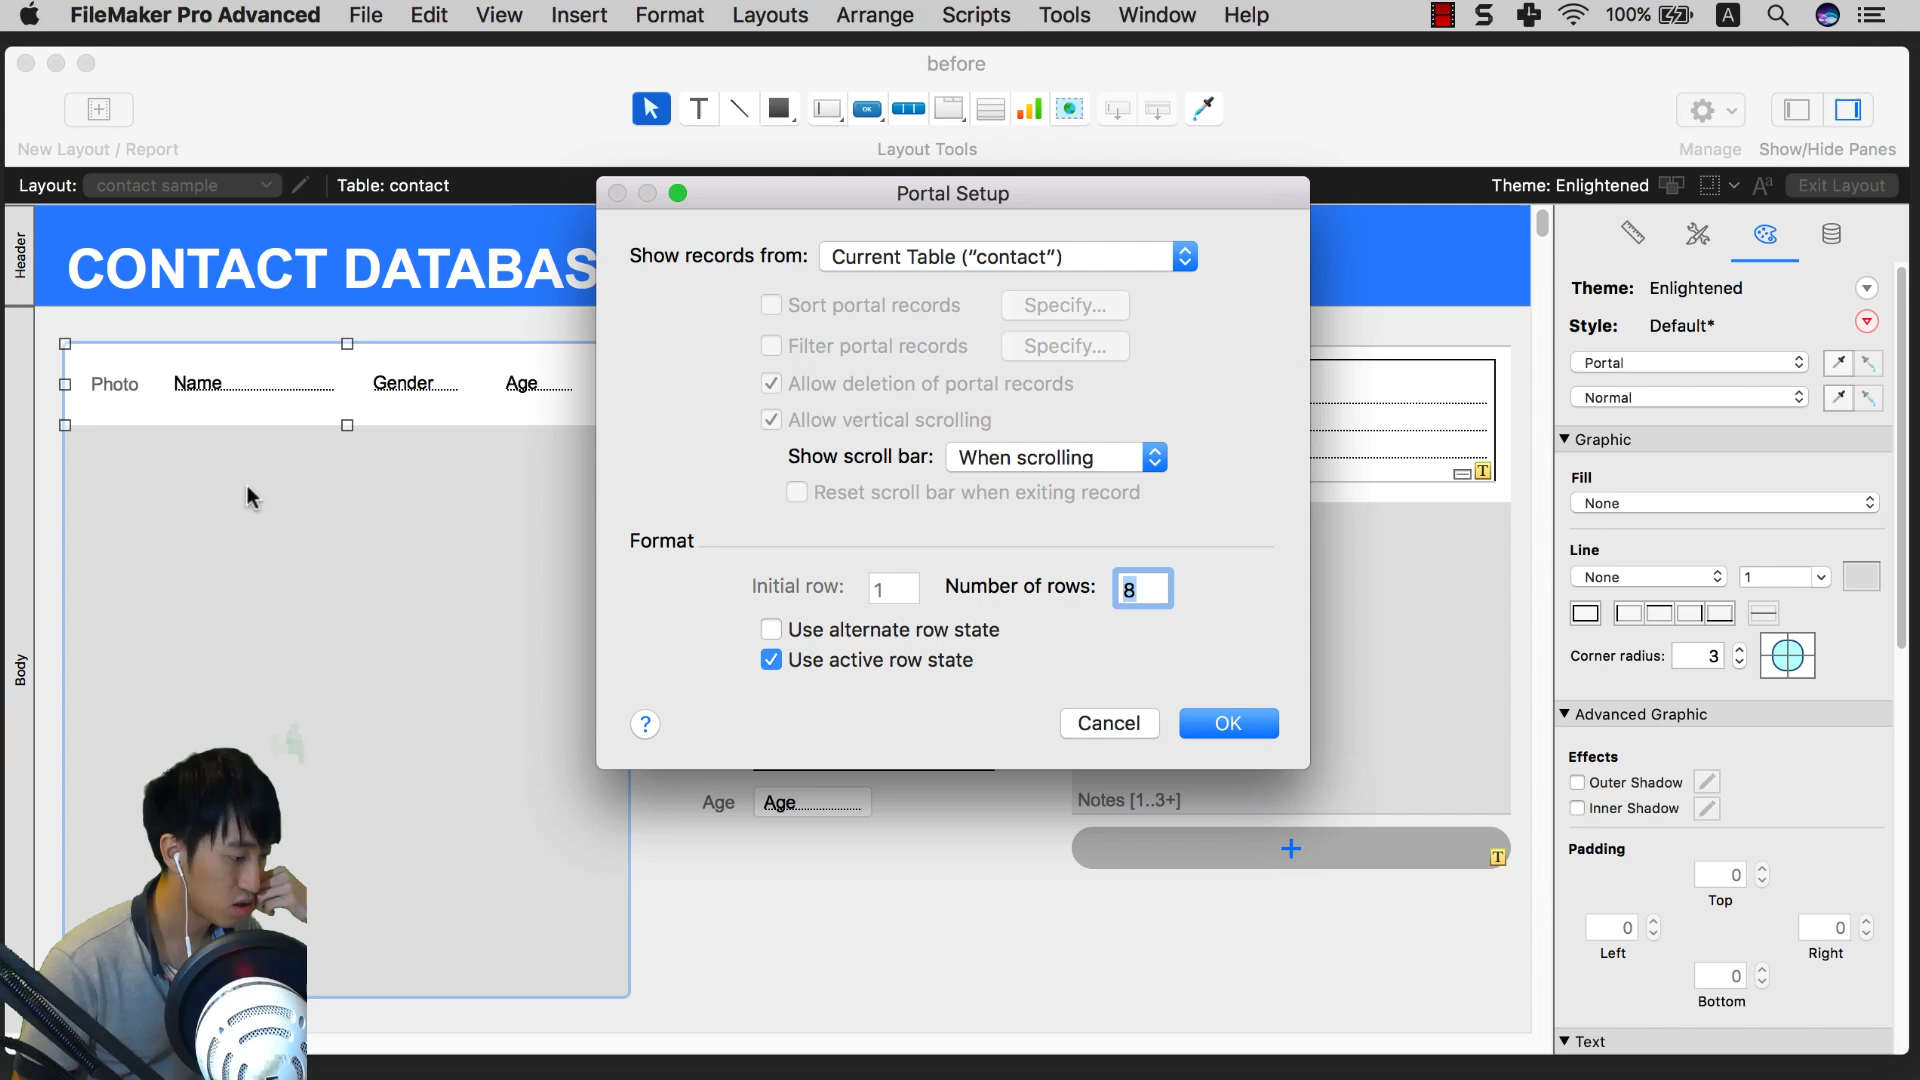 FileMaker Pro Advanced File Edit View Insert Format Layouts Arrange Scripts Tools Window Help 100% A
before
T OK
New Layout / Report Layout Tools Manage Show/Hide Panes
Layout: contact sample Table: contact Theme: Enlightened Aa Exit Layout
Portal Setup
Header
CONTACT DATABAS
Show records from: Current Table (“contact”)
Sort portal records Specify...
Filter portal records Specify...
Allow deletion of portal records
Allow vertical scrolling
Show scroll bar: When scrolling
Reset scroll bar when exiting record
Format
Initial row: 1 Number of rows: 8
Use alternate row state
Use active row state
? Cancel OK
Photo Name Gender Age
T
Body
Age Age
Notes [1..3+]
+ T
Theme: Enlightened
Style: Default*
Portal
Normal
Graphic
Fill
None
Line
None 1
Corner radius: 3
Advanced Graphic
Effects
Outer Shadow
Inner Shadow
Padding
0
Top
0 0
Left Right
0
Bottom
Text